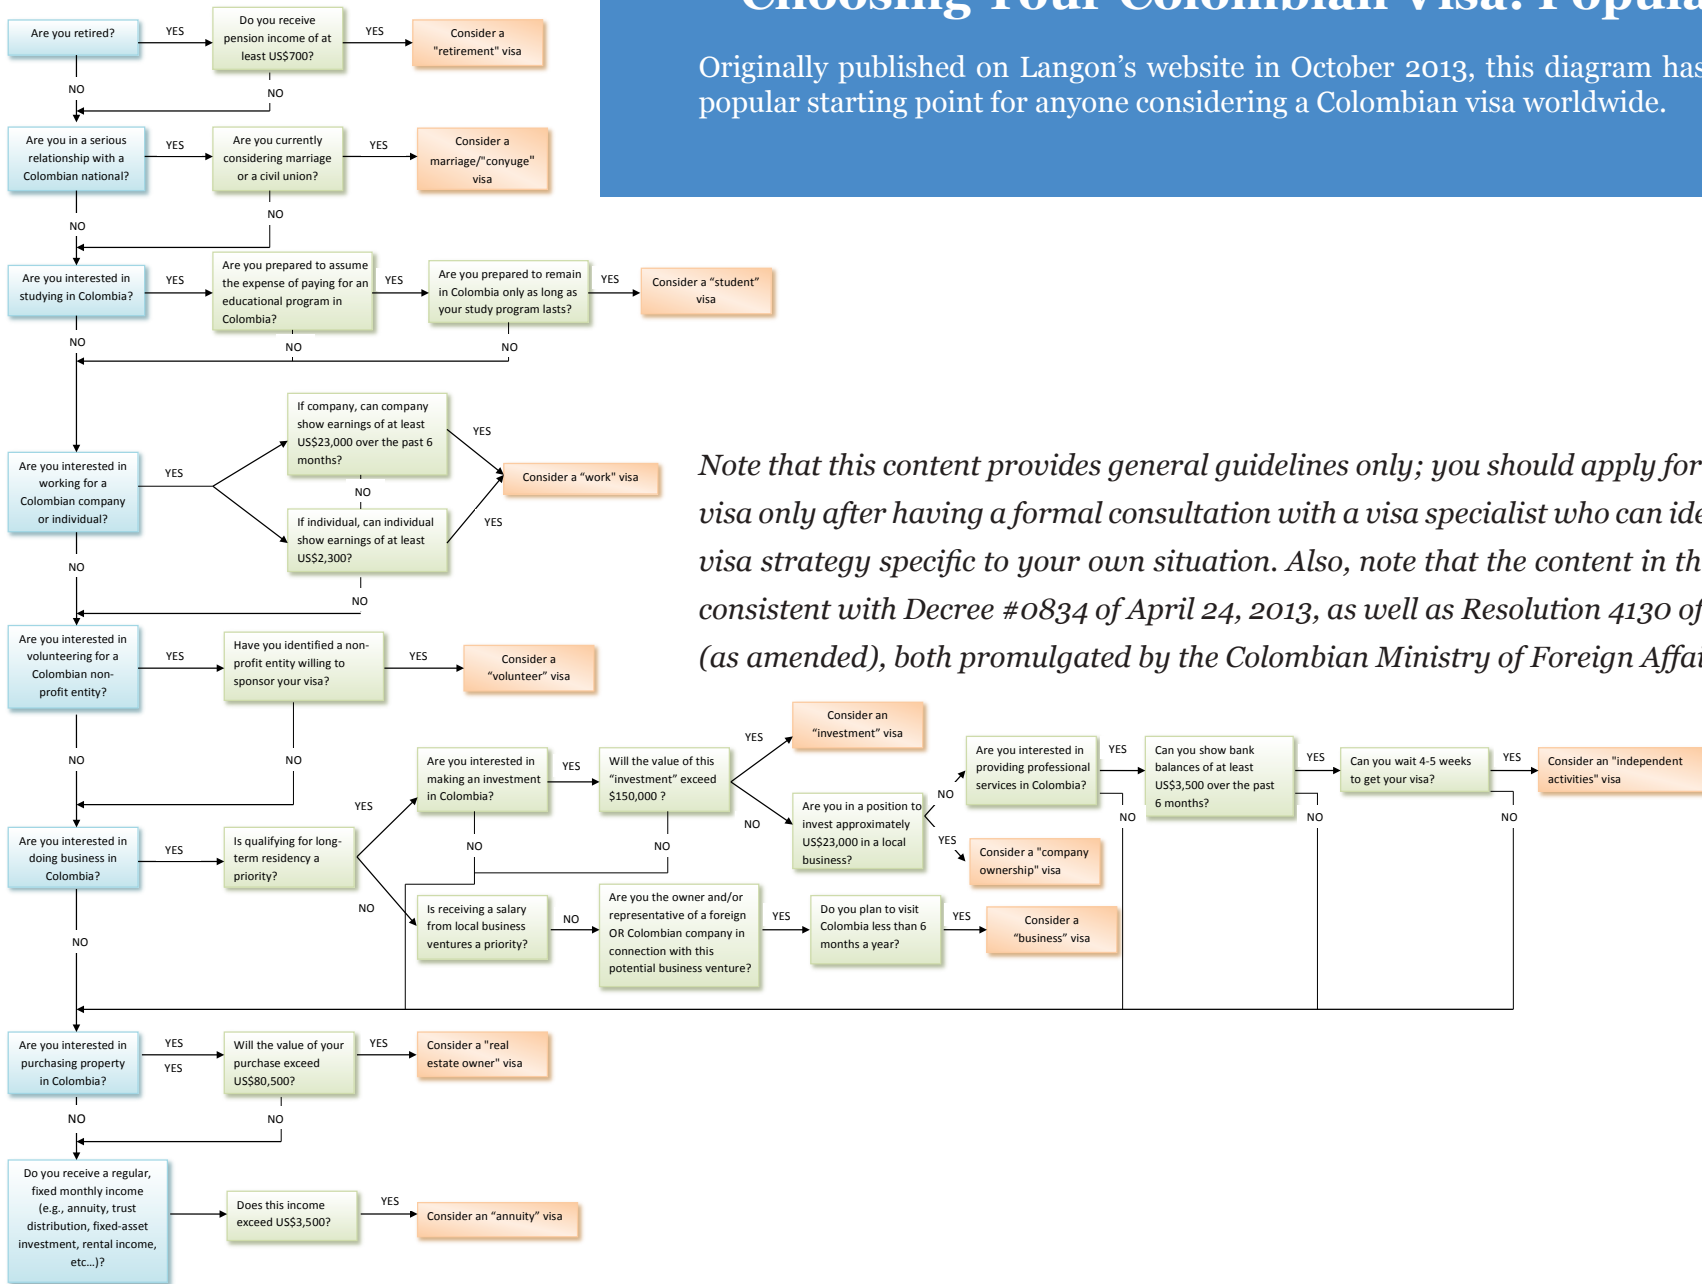 Choosing Your Colombian Visa: Popula
Originally published on Langon's website in October 2013, this diagram has
popular starting point for anyone considering a Colombian visa worldwide.
Are you retired?
YES
Do you receive
pension income of at
least US$700?
YES
Consider a
"retirement" visa
NO
NO
Are you in a serious
relationship with a
Colombian national?
YES
Are you currently
considering marriage
or a civil union?
YES
Consider a
marriage/"conyuge"
visa
NO
NO
Are you interested in
studying in Colombia?
YES
Are you prepared to assume
the expense of paying for an
educational program in
Colombia?
YES
Are you prepared to remain
in Colombia only as long as
your study program lasts?
YES
Consider a “student”
visa
NO
NO
NO
Are you interested in
working for a
Colombian company
or individual?
YES
If company, can company
show earnings of at least
US$23,000 over the past 6
months?
YES
NO
If individual, can individual
show earnings of at least
US$2,300?
YES
Consider a “work” visa
NO
NO
Note that this content provides general guidelines only; you should apply for
visa only after having a formal consultation with a visa specialist who can ide
visa strategy specific to your own situation. Also, note that the content in th
consistent with Decree #0834 of April 24, 2013, as well as Resolution 4130 of
(as amended), both promulgated by the Colombian Ministry of Foreign Affai
Are you interested in
volunteering for a
Colombian non-
profit entity?
YES
Have you identified a non-
profit entity willing to
sponsor your visa?
YES
Consider a
“volunteer” visa
NO
NO
Are you interested in
doing business in
Colombia?
YES
Is qualifying for long-
term residency a
priority?
YES
Are you interested in
making an investment
in Colombia?
YES
Will the value of this
“investment” exceed
$150,000 ?
YES
Consider an
“investment” visa
NO
Are you in a position to
invest approximately
US$23,000 in a local
business?
NO
Are you interested in
providing professional
services in Colombia?
YES
Can you show bank
balances of at least
US$3,500 over the past
6 months?
YES
Can you wait 4-5 weeks
to get your visa?
YES
Consider an "independent
activities" visa
NO
NO
NO
YES
Consider a "company
ownership" visa
NO
NO
NO
Is receiving a salary
from local business
ventures a priority?
NO
Are you the owner and/or
representative of a foreign
OR Colombian company in
connection with this
potential business venture?
YES
Do you plan to visit
Colombia less than 6
months a year?
YES
Consider a
“business” visa
NO
Are you interested in
purchasing property
in Colombia?
YES
YES
Will the value of your
purchase exceed
US$80,500?
YES
Consider a "real
estate owner" visa
NO
NO
Do you receive a regular,
fixed monthly income
(e.g., annuity, trust
distribution, fixed-asset
investment, rental income,
etc...)?
Does this income
exceed US$3,500?
YES
Consider an “annuity” visa